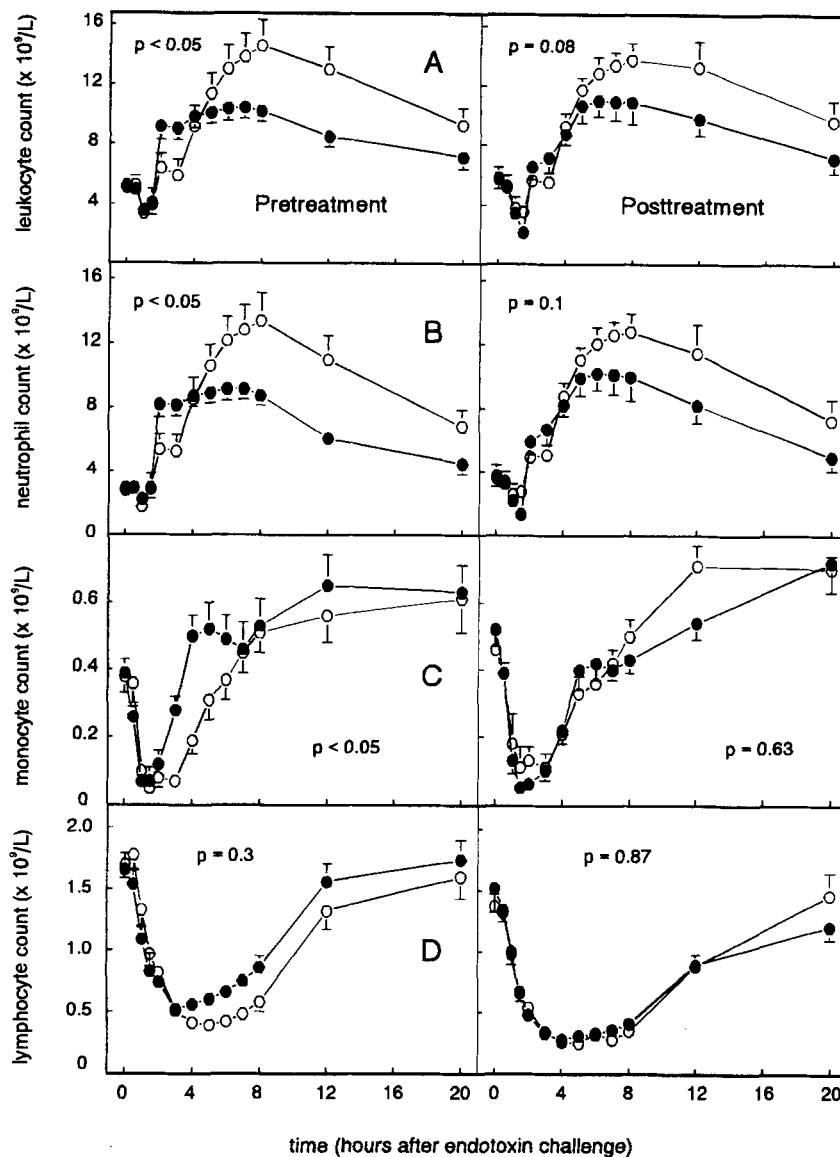 leukocyte count (x 10⁹/L)
16
12
8
4
p < 0.05
A
Pretreatment
p = 0.08
Posttreatment
neutrophil count (x 10⁹/L)
16
12
8
4
0
p < 0.05
B
p = 0.1
monocyte count (x 10⁹/L)
0.6
0.4
0.2
0
C
p < 0.05
p = 0.63
lymphocyte count (x 10⁹/L)
2.0
1.5
1.0
0.5
0
p = 0.3
D
p = 0.87
0 4 8 12 16 20
0 4 8 12 16 20
time (hours after endotoxin challenge)